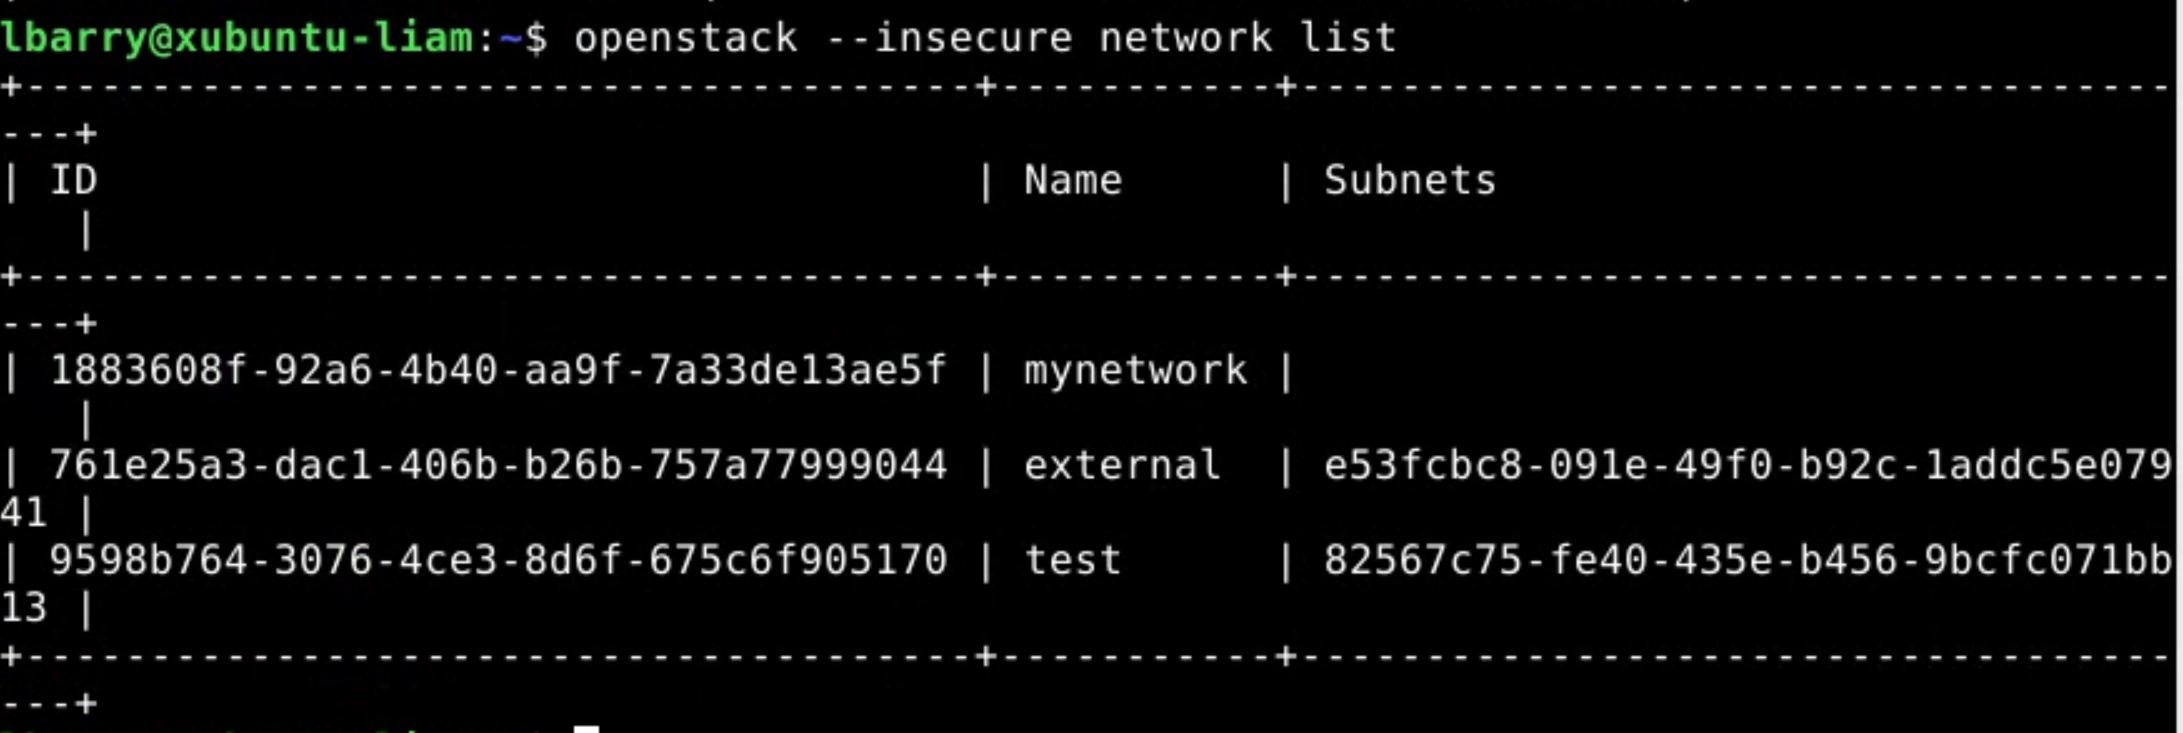 lbarry@xubuntu-liam:~$ openstack --insecure network list
+--------------------------------------+-----------+-----------------------------------
---+
| ID                                   | Name      | Subnets
   |
+--------------------------------------+-----------+-----------------------------------
---+
| 1883608f-92a6-4b40-aa9f-7a33de13ae5f | mynetwork |
   |
| 761e25a3-dac1-406b-b26b-757a77999044 | external  | e53fcbc8-091e-49f0-b92c-1addc5e079
41 |
| 9598b764-3076-4ce3-8d6f-675c6f905170 | test      | 82567c75-fe40-435e-b456-9bcfc071bb
13 |
+--------------------------------------+-----------+-----------------------------------
---+